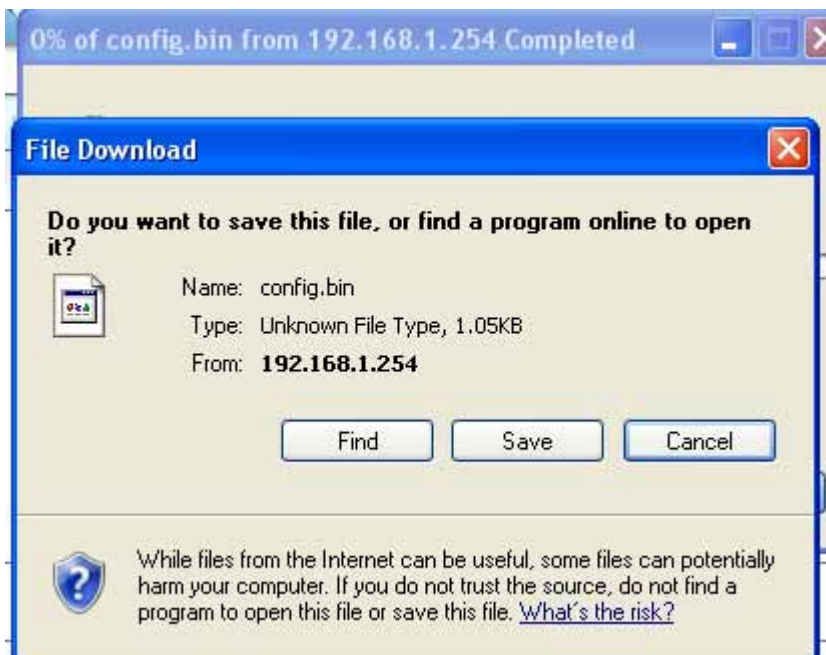 0% of config.bin from 192.168.1.254 Completed
File Download
Do you want to save this file, or find a program online to open
it?
Name: config.bin
Type: Unknown File Type, 1.05KB
From: 192.168.1.254
Find Save Cancel
While files from the Internet can be useful, some files can potentially
harm your computer. If you do not trust the source, do not find a
program to open this file or save this file. What's the risk?